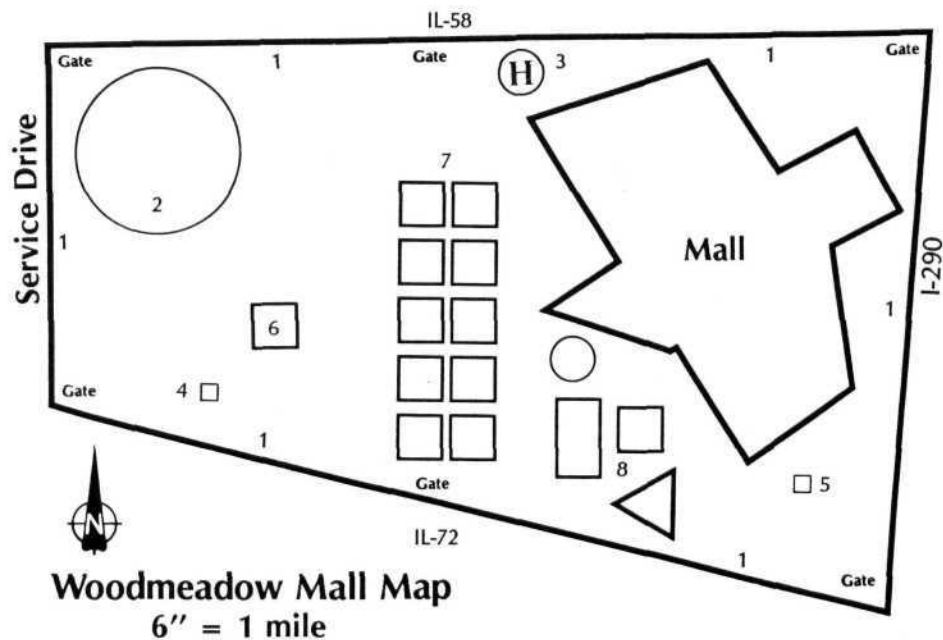 IL-58
Gate
1
Gate
H
3
1
Gate
Service Drive
2
7
1
Mall
I-290
1
6
4
Gate
1
8
5
Gate
N
IL-72
1
Gate
Woodmeadow Mall Map
6″ = 1 mile